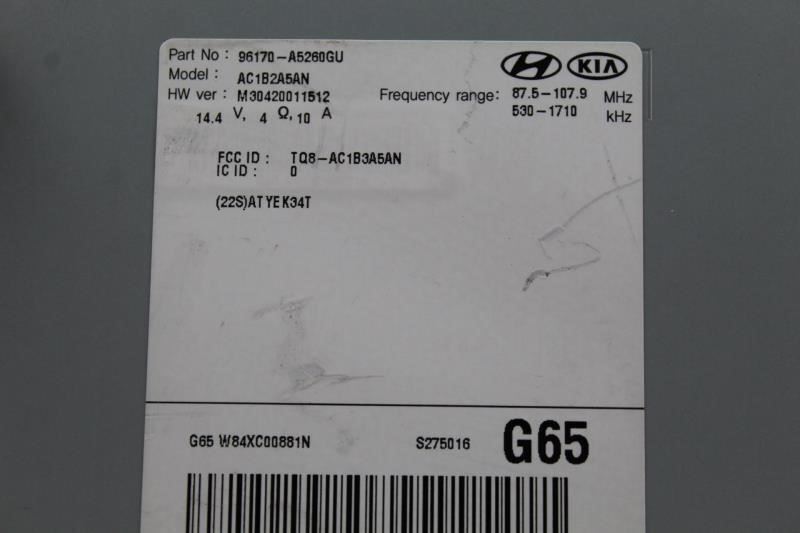 Part No : 96170-A5260GU
Model : AC1B2A5AN
HW ver : M30420011512
14.4 V, 4 Ω, 10 A
KIA
Frequency range: 87.5-107.9 MHz
530-1710 kHz
FCC ID : TQ8-AC1B3A5AN
IC ID : 0
(22S)AT YE K34T
G65 W84XC00881N S275016 G65